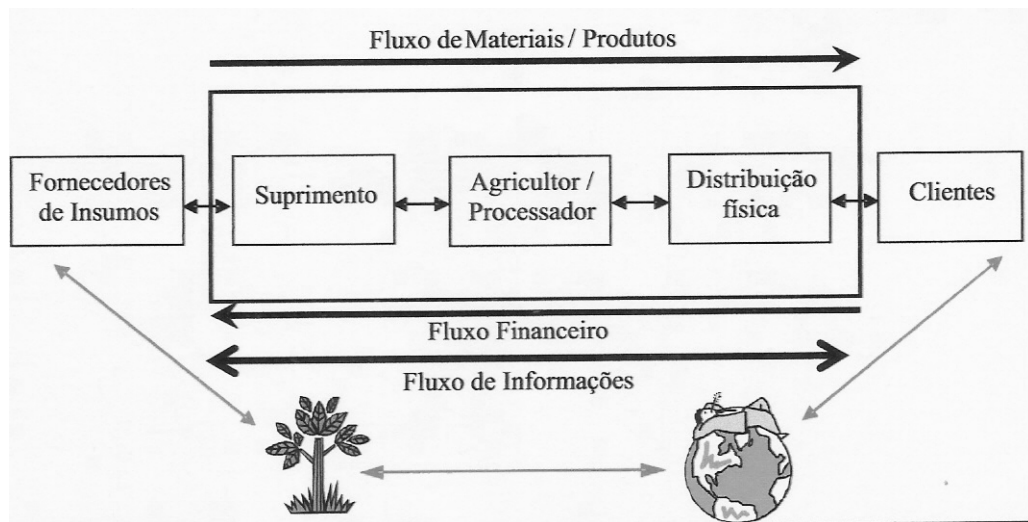 Fluxo de Materiais / Produtos
Fornecedores
de Insumos
Suprimento
Agricultor /
Processador
Distribuição
física
Clientes
Fluxo Financeiro
Fluxo de Informações